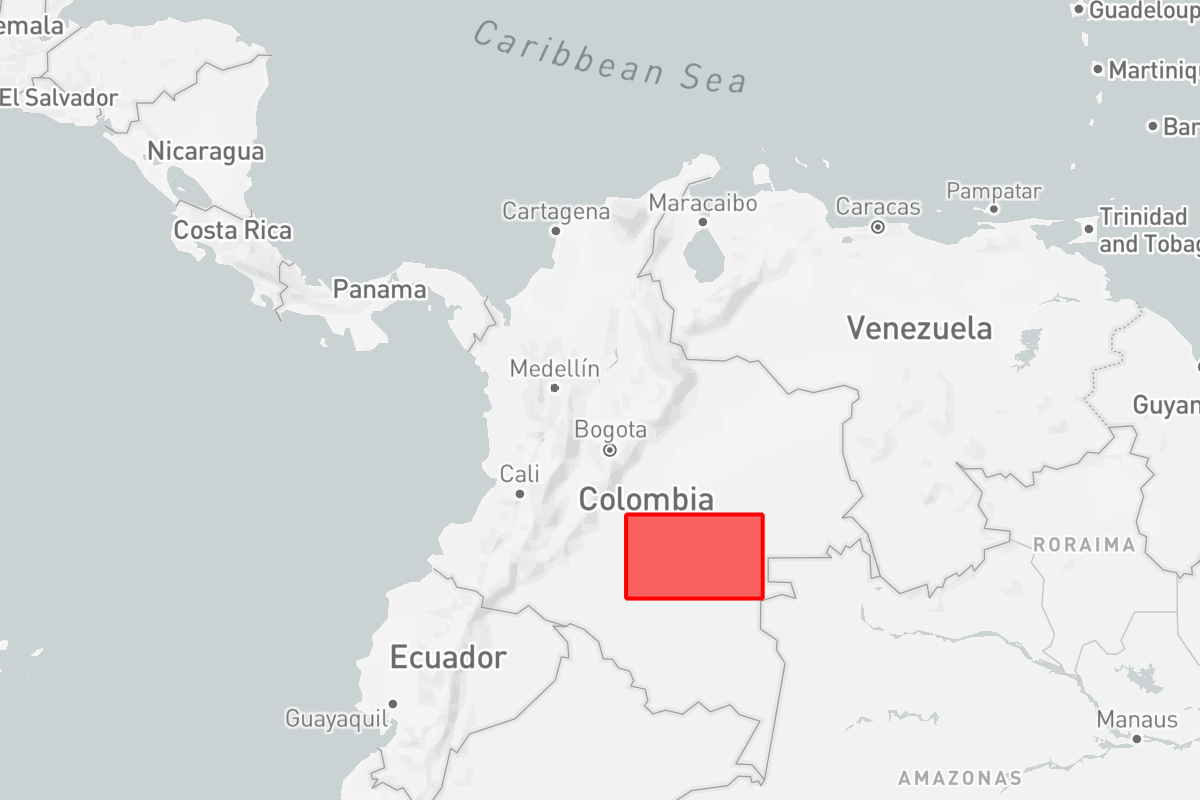 emala
Guadeloup
Caribbean Sea
Martiniq
El Salvador
Bar
Nicaragua
Pampatar
Maracaibo
Cartagena
Caracas
Trinidad
and Tobag
Costa Rica
Panama
Venezuela
Medellín
Guyan
Bogota
Cali
Colombia
RORAIMA
Ecuador
Guayaquil
Manaus
AMAZONAS